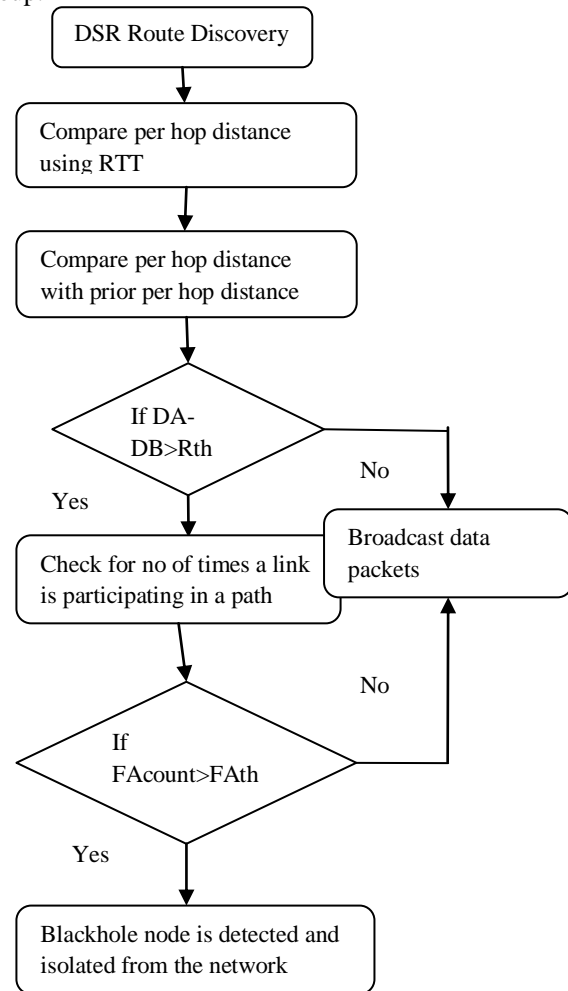 DSR Route Discovery
Compare per hop distance
using RTT
Compare per hop distance
with prior per hop distance
If DA-
DB>Rth
No
Yes
Broadcast data
packets
Check for no of times a link
is participating in a path
No
If
FAcount>FAth
Yes
Blackhole node is detected and
isolated from the network